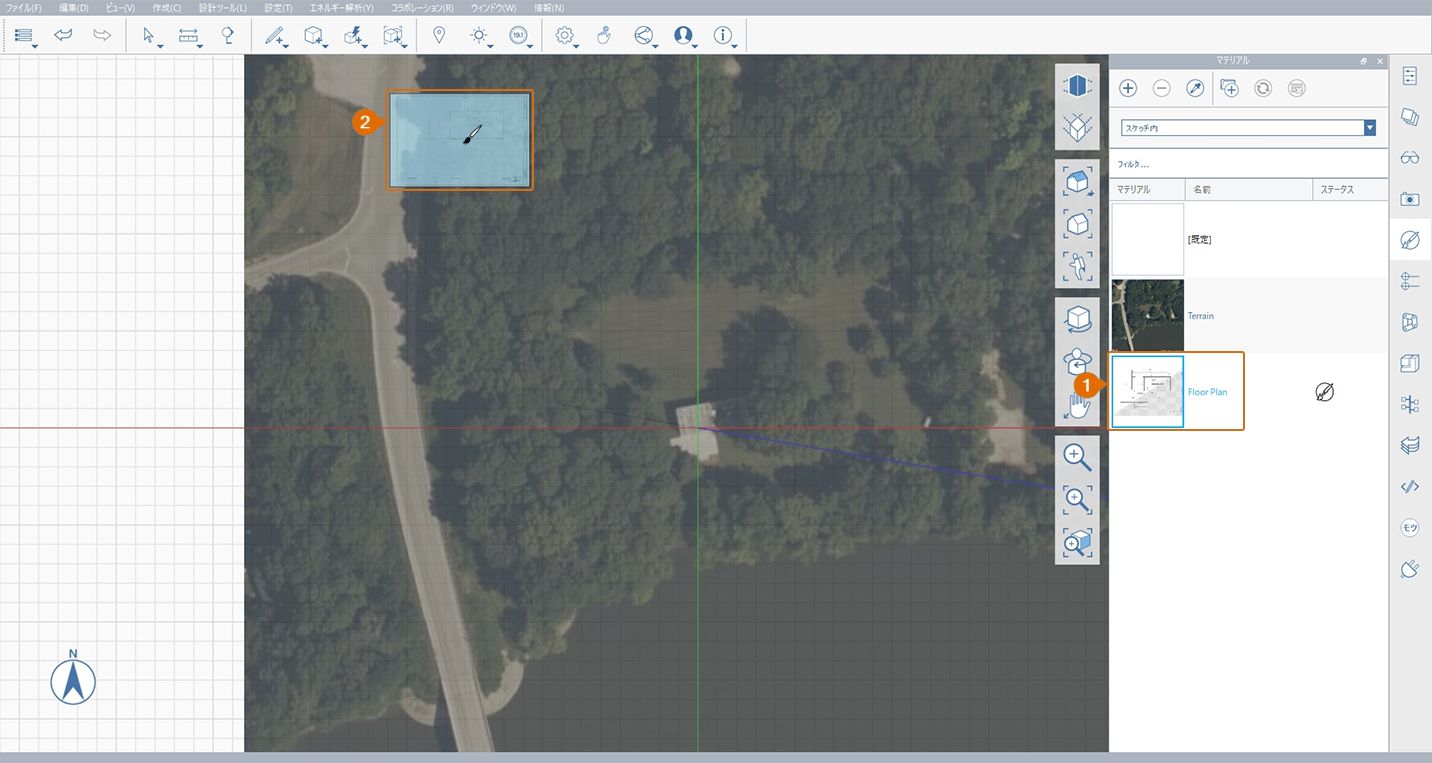 ファイル(F) 編集(D) ビュー(V) 作成(C) 設計ツール(L) 設定(T) エネルギー解析(Y) コラボレーション(R) ウィンドウ(W) 情報(N)
19.1
マテリアル
スケッチ内
フィルタ...
マテリアル 名前 ステータス
[既定]
Terrain
Floor Plan
1
2
N
モツ